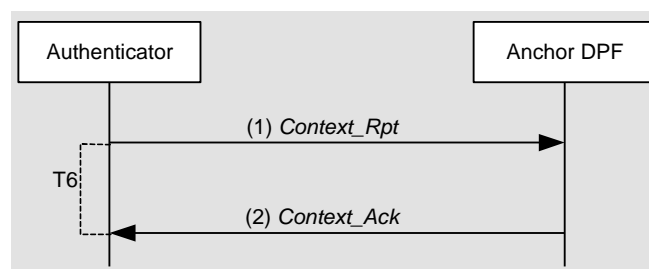 Authenticator
Anchor DPF
(1) Context_Rpt
T6
(2) Context_Ack